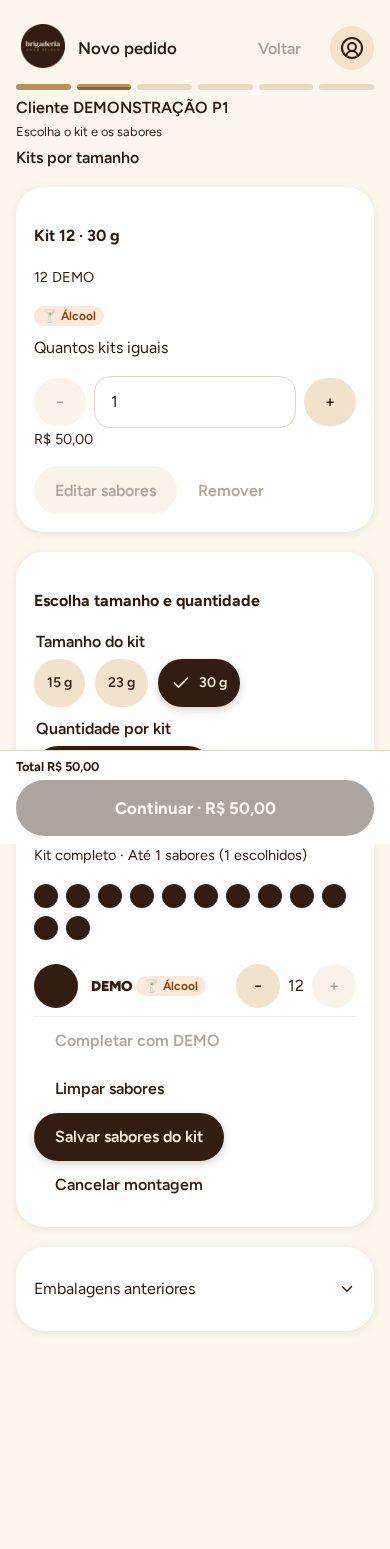 brigaderia
Novo pedido
Voltar
Cliente DEMONSTRAÇÃO P1
Escolha o kit e os sabores
Kits por tamanho
Kit 12 · 30 g
12 DEMO
Álcool
Quantos kits iguais
- 1 +
R$ 50,00
Editar sabores Remover
Escolha tamanho e quantidade
Tamanho do kit
15 g 23 g 30 g
Quantidade por kit
Total R$ 50,00
Continuar · R$ 50,00
Kit completo · Até 1 sabores (1 escolhidos)
DEMO Álcool - 12 +
Completar com DEMO
Limpar sabores
Salvar sabores do kit
Cancelar montagem
Embalagens anteriores